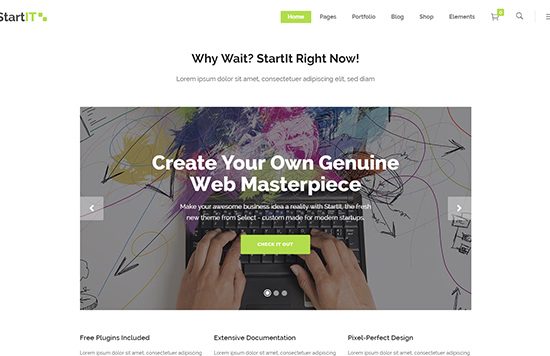 StartIT
Home Pages Portfolio Blog Shop Elements 0
Why Wait? StartIt Right Now!
Lorem ipsum dolor sit amet, consectetuer adipiscing elit, sed diam
Create Your Own Genuine
Web Masterpiece
Make your awesome business idea a reality with StartIt, the fresh
new theme from Select - custom made for modern startups.
CHECK IT OUT
Free Plugins Included Extensive Documentation Pixel-Perfect Design
Lorem ipsum dolor sit amet, consectetuer Lorem ipsum dolor sit amet, consectetuer Lorem ipsum dolor sit amet, consectetuer